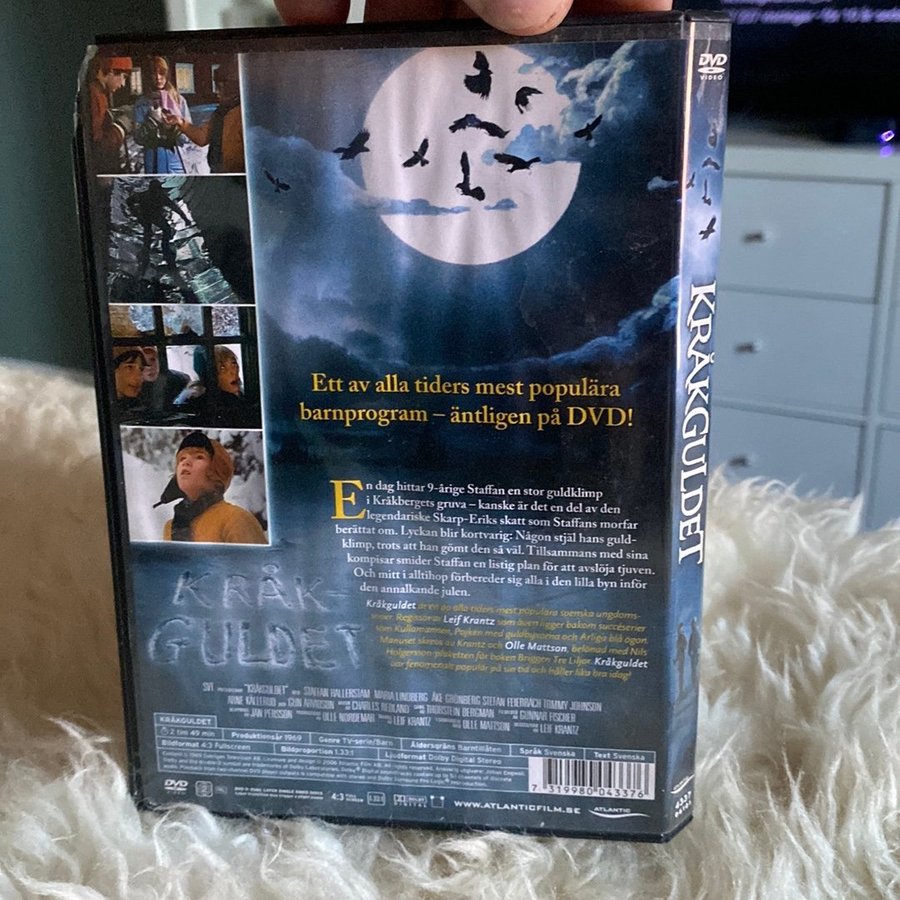 DVD
VIDEO
KRÅKGULDET
Ett av alla tiders mest populära
barnprogram – äntligen på DVD!
En dag hittar 9-årige Staffan en stor guldklimp
i Kråkbergets gruva – kanske är det en del av den
legendariske Skarp-Eriks skatt som Staffans morfar
berättat om. Lyckan blir kortvarig: Någon stjäl hans guld-
klimp, trots att han gömt den så väl. Tillsammans med sina
kompisar smider Staffan en listig plan för att avslöja tjuven.
Och mitt i alltihop förbereder sig alla i den lilla byn inför
den annalkande julen.
KRÅK-
GULDET
Kråkguldet är en av alla tiders mest populära svenska ungdoms-
serier. Regissör är Leif Krantz som även ligger bakom succéserier
som Kullamannen, Pojken med guldbyxorna och Ärliga blå ögon.
Manuset skrevs av Krantz och Olle Mattson, belönad med Nils
Holgersson-plaketten för boken Briggen Tre Liljor. Kråkguldet
var fenomenalt populär på sin tid och håller lika bra idag!
SVT "KRÅKGULDET" STAFFAN HALLERSTAM MARIA LINDBERG ÅKE GRÖNBERG STEFAN FEIERBACH TOMMY JOHNSON
ARNE KÄLLERUD GUN ARVIDSON CHARLES REDLAND THORSTEIN BERGMAN GUNNAR FISCHER
JAN PERSSON OLLE NORDEMAR LEIF KRANTZ OLLE MATTSON LEIF KRANTZ
KRÅKGULDET
2 tim 49 min Produktionsår 1969 Genre TV-serie/Barn Åldersgräns Barntillåten Språk Svenska Text Svenska
Bildformat 4:3 Fullscreen Bildproportion 1.33:1 Ljudformat Dolby Digital Stereo
DVD 4:3 WWW.ATLANTICFILM.SE ATLANTIC
7 319980 043376